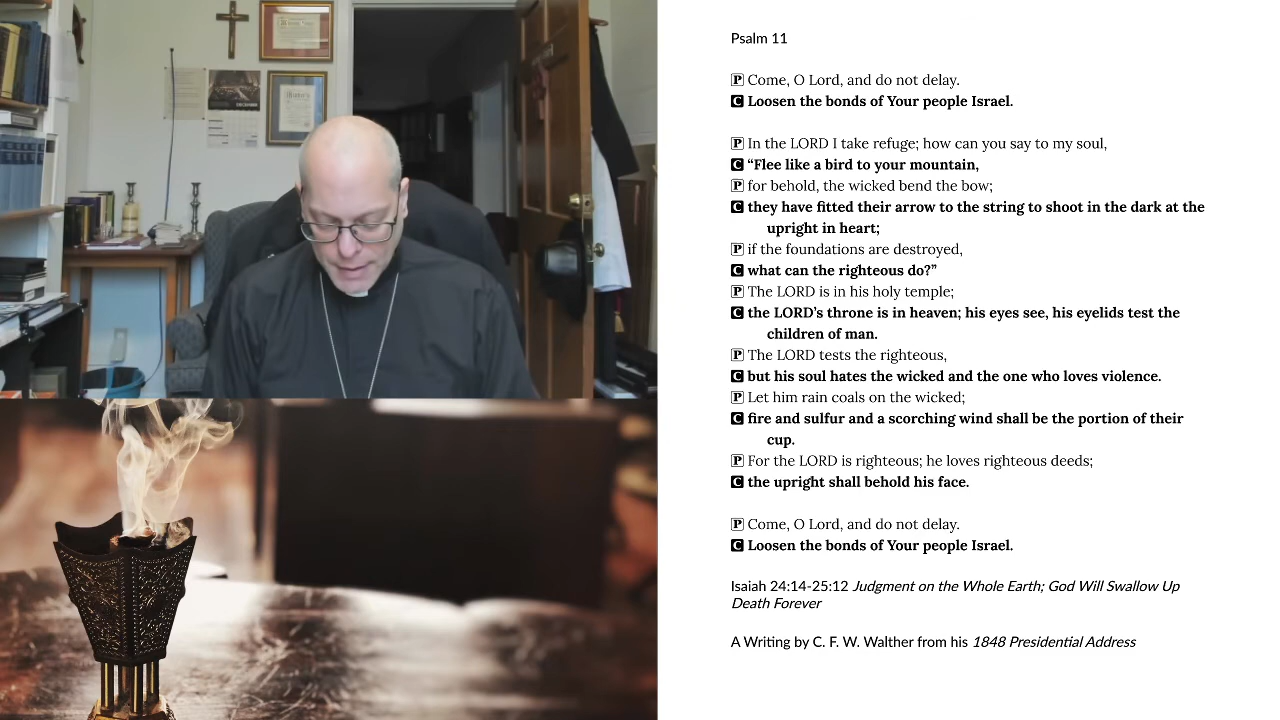 Psalm 11
P Come, O Lord, and do not delay.
C Loosen the bonds of Your people Israel.
P In the LORD I take refuge; how can you say to my soul,
C “Flee like a bird to your mountain,
P for behold, the wicked bend the bow;
C they have fitted their arrow to the string to shoot in the dark at the
upright in heart;
P if the foundations are destroyed,
C what can the righteous do?”
P The LORD is in his holy temple;
C the LORD’s throne is in heaven; his eyes see, his eyelids test the
children of man.
P The LORD tests the righteous,
C but his soul hates the wicked and the one who loves violence.
P Let him rain coals on the wicked;
C fire and sulfur and a scorching wind shall be the portion of their
cup.
P For the LORD is righteous; he loves righteous deeds;
C the upright shall behold his face.
P Come, O Lord, and do not delay.
C Loosen the bonds of Your people Israel.
Isaiah 24:14-25:12 Judgment on the Whole Earth; God Will Swallow Up
Death Forever
A Writing by C. F. W. Walther from his 1848 Presidential Address